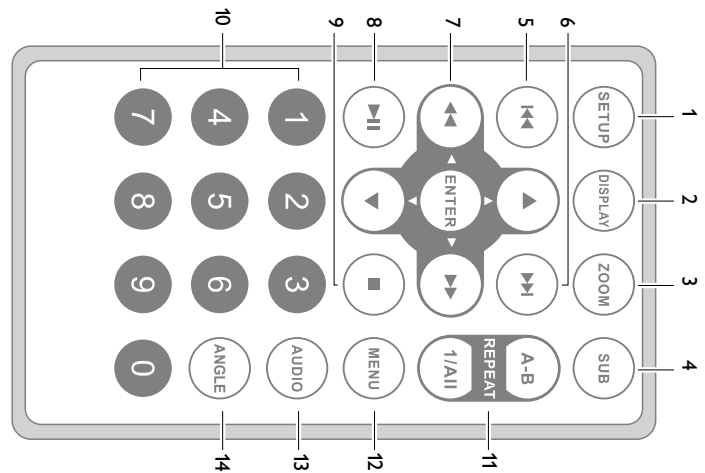 1 2 3 4
SETUP DISPLAY ZOOM SUB
6
5 A-B
REPEAT 11
7 ENTER 1/All
8 MENU 12
9
1 2 3 AUDIO 13
10 4 5 6 ANGLE 14
7 8 9 0